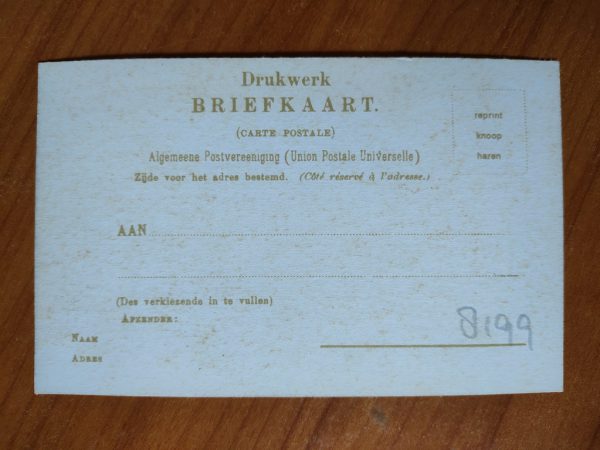 Drukwerk
BRIEFKAART.
(CARTE POSTALE)
Algemeene Postvereeniging (Union Postale Universelle)
Zijde voor het adres bestemd. (Côté réservé à l'adresse.)
reprint
knoop
haren
AAN
(Des verkiezende in te vullen)
AFZENDER:
NAAM
ADRES
8199